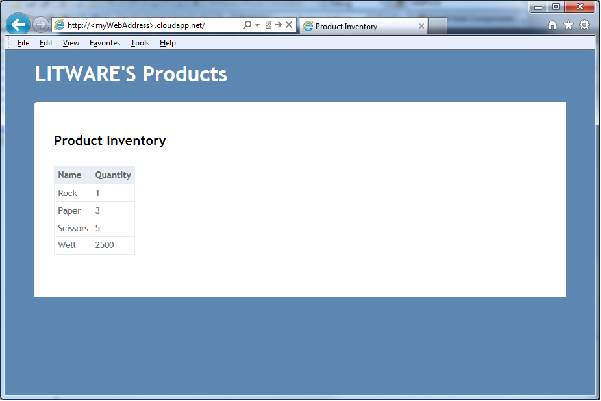 http://<myWebAddress>.cloudapp.net/
Product Inventory
File Edit View Favorites Tools Help
LITWARE'S Products
Product Inventory
Name Quantity
Rock 1
Paper 3
Scissors 5
Well 2500